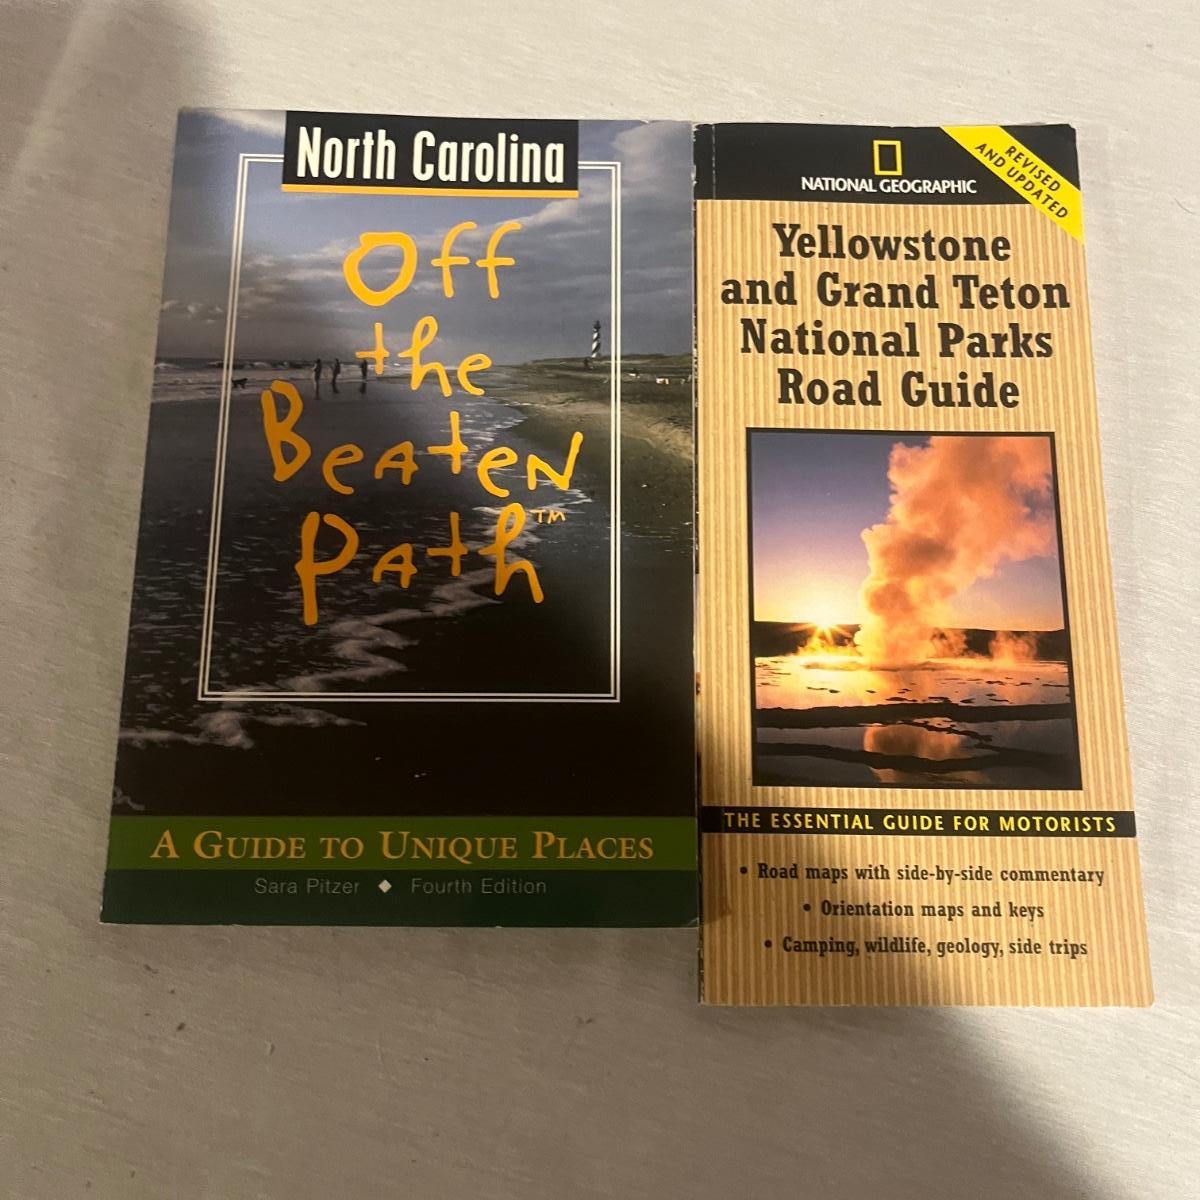 North Carolina
Off
the
Beaten
Path™
A Guide to Unique Places
Sara Pitzer ◆ Fourth Edition
NATIONAL GEOGRAPHIC
REVISED
AND UPDATED
Yellowstone
and Grand Teton
National Parks
Road Guide
THE ESSENTIAL GUIDE FOR MOTORISTS
• Road maps with side-by-side commentary
• Orientation maps and keys
• Camping, wildlife, geology, side trips